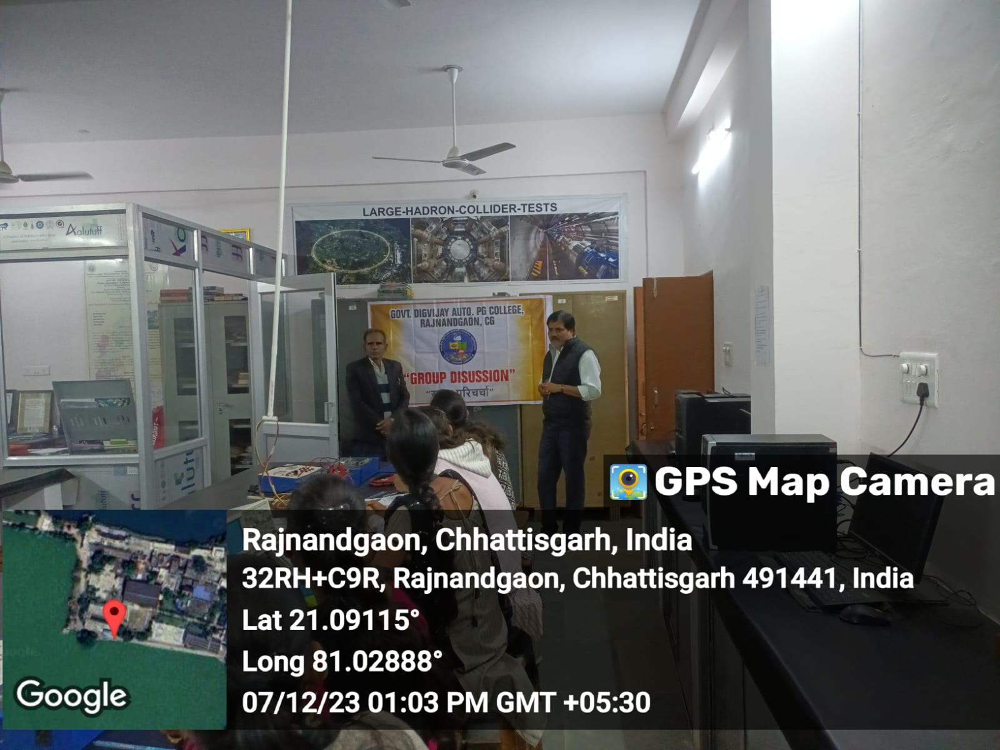 LARGE-HADRON-COLLIDER-TESTS
Aalutuff
GOVT. DIGVIJAY AUTO. PG COLLEGE,
RAJNANDGAON, CG
“GROUP DISUSSION”
परिचर्चा”
GPS Map Camera
Rajnandgaon, Chhattisgarh, India
32RH+C9R, Rajnandgaon, Chhattisgarh 491441, India
Lat 21.09115°
Long 81.02888°
07/12/23 01:03 PM GMT +05:30
Google